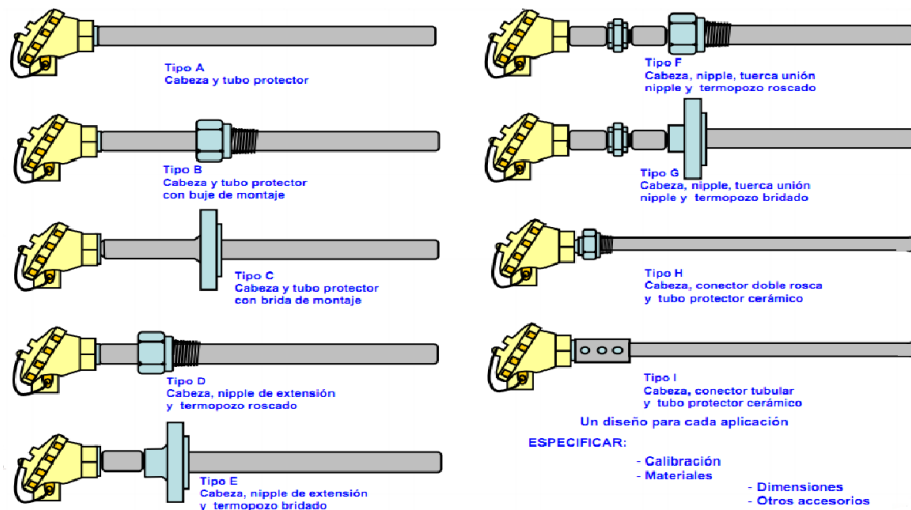 Tipo A
Cabeza y tubo protector
Tipo B
Cabeza y tubo protector
con buje de montaje
Tipo C
Cabeza y tubo protector
con brida de montaje
Tipo D
Cabeza, nipple de extensión
y termopozo roscado
Tipo E
Cabeza, nipple de extensión
y termopozo bridado
Tipo F
Cabeza, nipple, tuerca unión
nipple y termopozo roscado
Tipo G
Cabeza, nipple, tuerca unión
nipple y termopozo bridado
Tipo H
Cabeza, conector doble rosca
y tubo protector cerámico
Tipo I
Cabeza, conector tubular
y tubo protector cerámico
Un diseño para cada aplicación
ESPECIFICAR:
- Calibración
- Materiales
- Dimensiones
- Otros accesorios